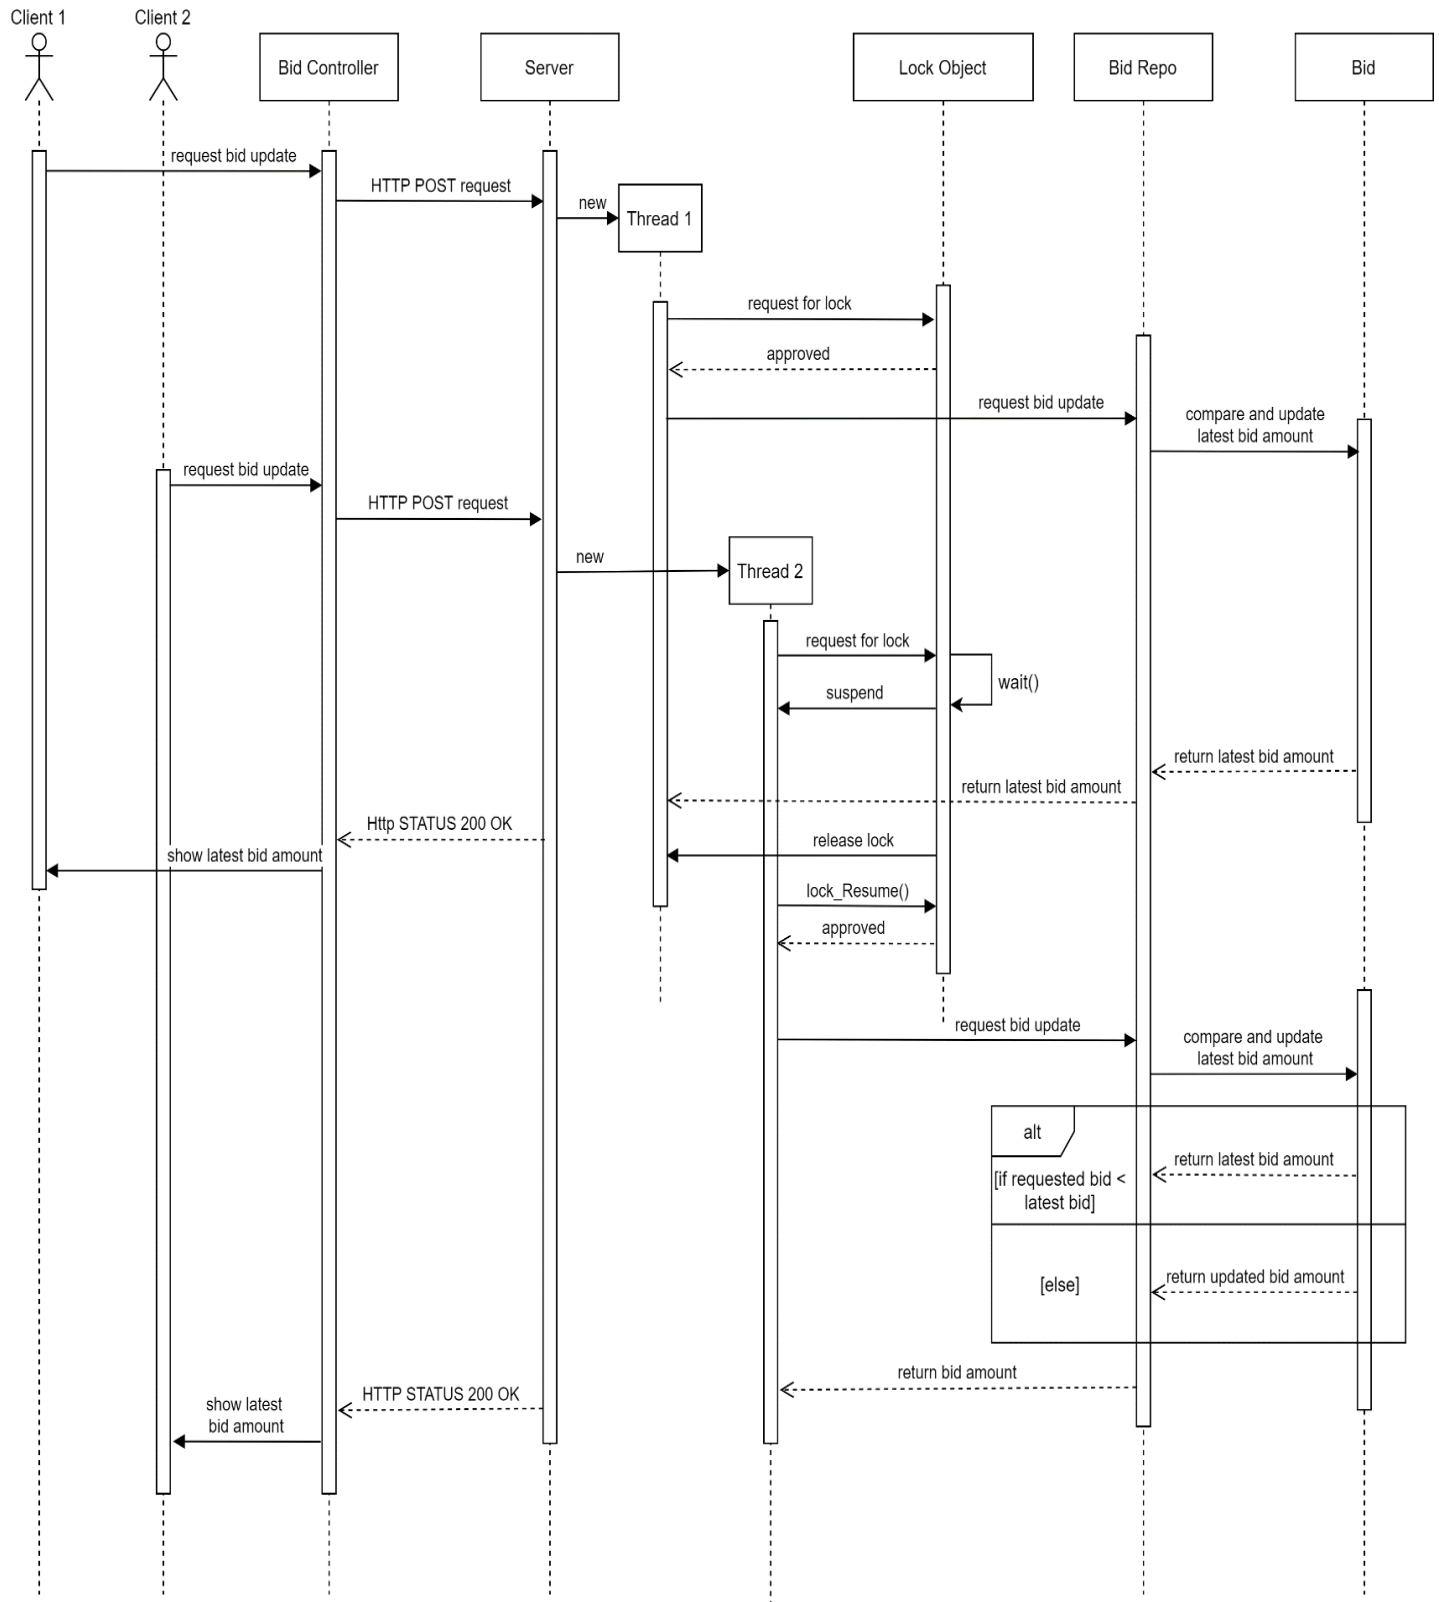 Client 1
Client 2
Bid Controller
Server
Lock Object
Bid Repo
Bid
request bid update
HTTP POST request
new
Thread 1
request for lock
approved
request bid update
compare and update
latest bid amount
request bid update
HTTP POST request
new
Thread 2
request for lock
wait()
suspend
return latest bid amount
return latest bid amount
Http STATUS 200 OK
release lock
show latest bid amount
lock_Resume()
approved
request bid update
compare and update
latest bid amount
alt
return latest bid amount
[if requested bid <
latest bid]
return updated bid amount
[else]
return bid amount
HTTP STATUS 200 OK
show latest
bid amount